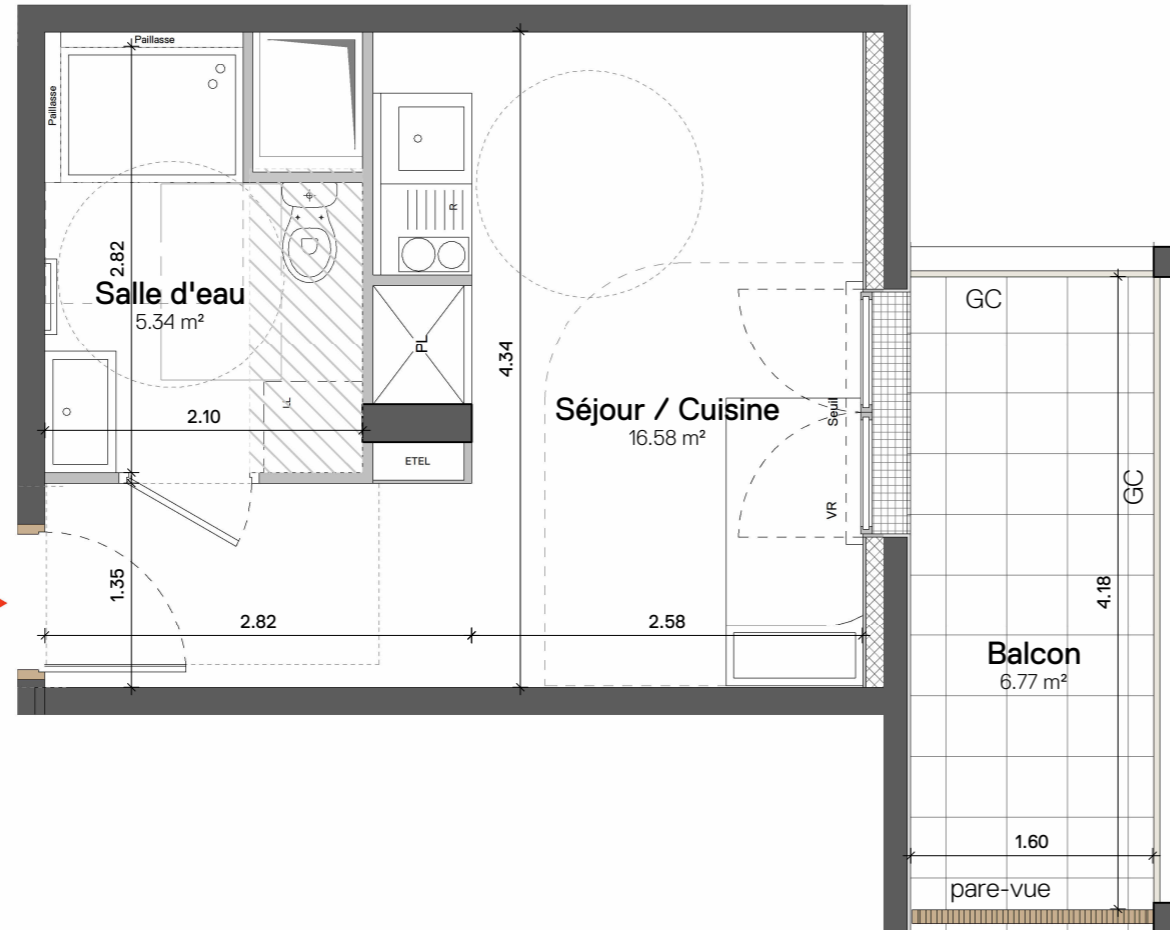 Paillasse
Paillasse
2.82
Salle d'eau
5.34 m²
2.10
LL
R
PL
ETEL
4.34
Séjour / Cuisine
16.58 m²
Seuil
VR
1.35
2.82
2.58
GC
GC
4.18
Balcon
6.77 m²
1.60
pare-vue